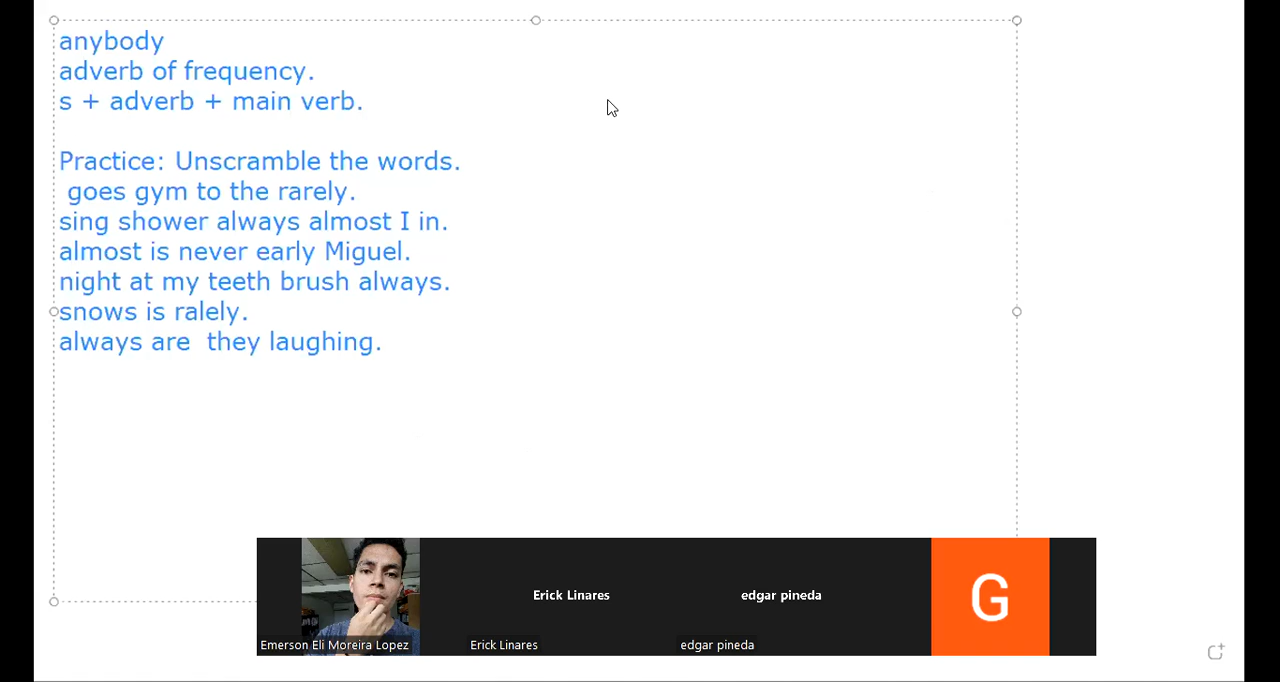 anybody
adverb of frequency.
s + adverb + main verb.
Practice: Unscramble the words.
goes gym to the rarely.
sing shower always almost I in.
almost is never early Miguel.
night at my teeth brush always.
snows is ralely.
always are  they laughing.
Erick Linares
edgar pineda
G
Emerson Eli Moreira Lopez
Erick Linares
edgar pineda